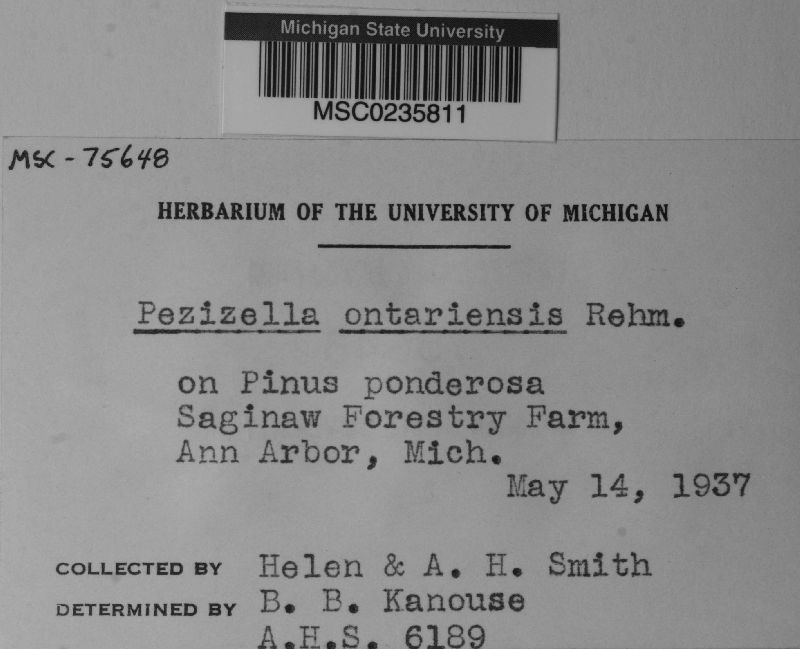 Michigan State University
MSC0235811
MSC-75648
HERBARIUM OF THE UNIVERSITY OF MICHIGAN
Pezizella ontariensis Rehm.
on Pinus ponderosa
Saginaw Forestry Farm,
Ann Arbor, Mich.
May 14, 1937
COLLECTED BY Helen & A. H. Smith
DETERMINED BY B. B. Kanouse
A.H.S. 6189